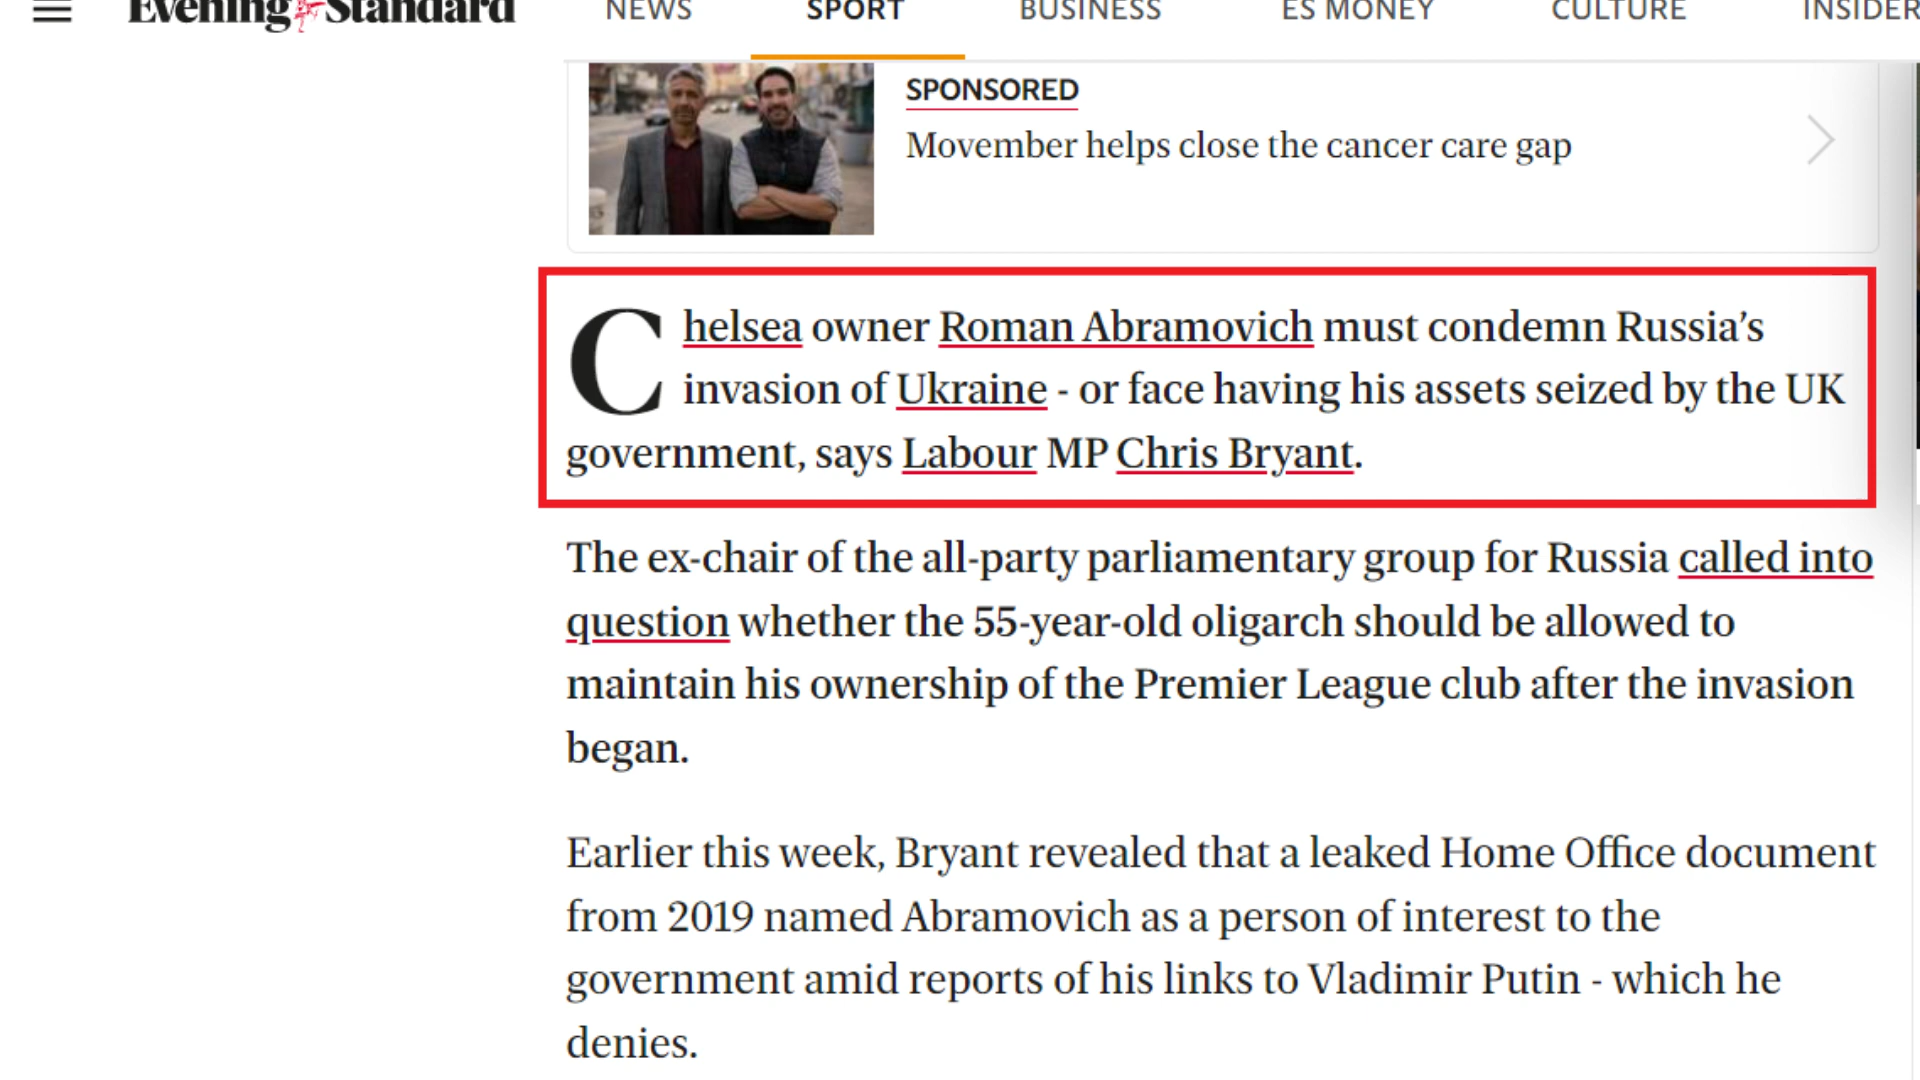 Evening Standard
NEWS SPORT BUSINESS ES MONEY CULTURE INSIDER
SPONSORED
Movember helps close the cancer care gap
Chelsea owner Roman Abramovich must condemn Russia’s
invasion of Ukraine - or face having his assets seized by the UK
government, says Labour MP Chris Bryant.
The ex-chair of the all-party parliamentary group for Russia called into
question whether the 55-year-old oligarch should be allowed to
maintain his ownership of the Premier League club after the invasion
began.
Earlier this week, Bryant revealed that a leaked Home Office document
from 2019 named Abramovich as a person of interest to the
government amid reports of his links to Vladimir Putin - which he
denies.